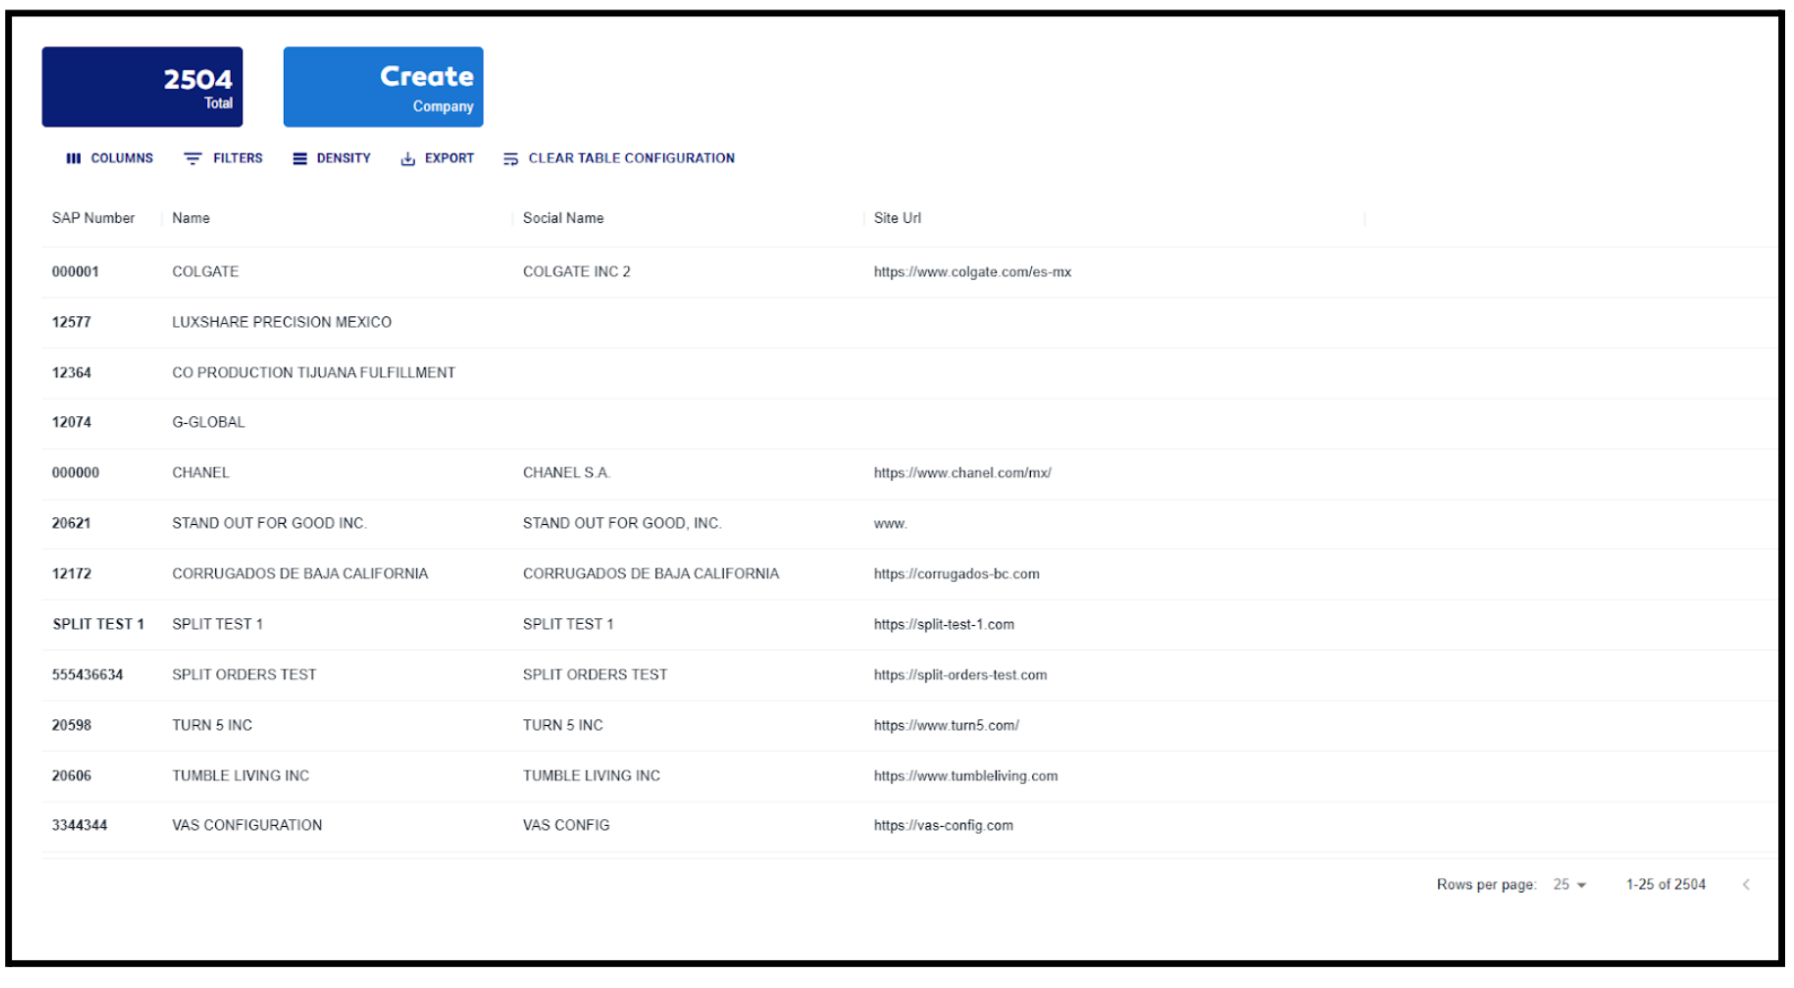 2504
Total
Create
Company
COLUMNS FILTERS DENSITY EXPORT CLEAR TABLE CONFIGURATION
SAP Number Name Social Name Site Url
000001 COLGATE COLGATE INC 2 https://www.colgate.com/es-mx
12577 LUXSHARE PRECISION MEXICO
12364 CO PRODUCTION TIJUANA FULFILLMENT
12074 G-GLOBAL
000000 CHANEL CHANEL S.A. https://www.chanel.com/mx/
20621 STAND OUT FOR GOOD INC. STAND OUT FOR GOOD, INC. www.
12172 CORRUGADOS DE BAJA CALIFORNIA CORRUGADOS DE BAJA CALIFORNIA https://corrugados-bc.com
SPLIT TEST 1 SPLIT TEST 1 SPLIT TEST 1 https://split-test-1.com
555436634 SPLIT ORDERS TEST SPLIT ORDERS TEST https://split-orders-test.com
20598 TURN 5 INC TURN 5 INC https://www.turn5.com/
20606 TUMBLE LIVING INC TUMBLE LIVING INC https://www.tumbleliving.com
3344344 VAS CONFIGURATION VAS CONFIG https://vas-config.com
Rows per page: 25 1-25 of 2504